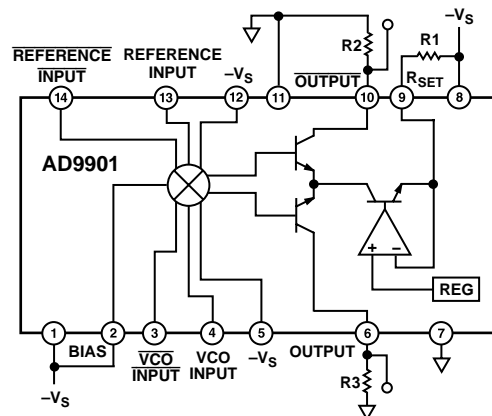 –VS
R1
R2
REFERENCE INPUT
REFERENCE INPUT
–VS
OUTPUT
RSET
14
13
12
11
10
9
8
AD9901
+
–
REG
1
2
3
4
5
6
7
BIAS
VCO INPUT
VCO INPUT
–VS
OUTPUT
–VS
R3